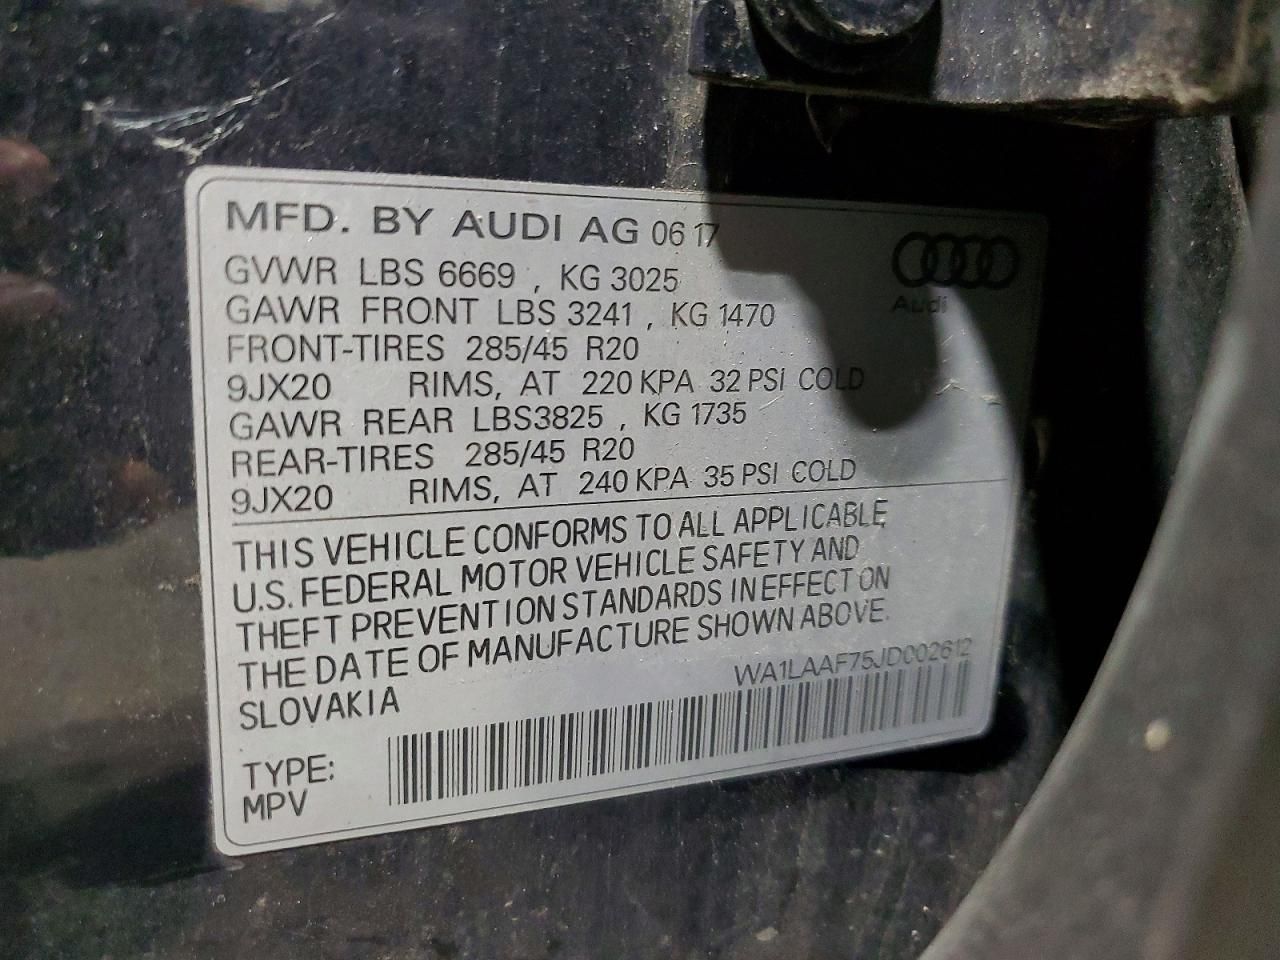 MFD. BY AUDI AG 06 17
GVWR LBS 6669 , KG 3025
GAWR FRONT LBS 3241 , KG 1470
FRONT-TIRES 285/45 R20
9JX20 RIMS, AT 220 KPA 32 PSI COLD
GAWR REAR LBS3825 , KG 1735
REAR-TIRES 285/45 R20
9JX20 RIMS, AT 240 KPA 35 PSI COLD
Audi
THIS VEHICLE CONFORMS TO ALL APPLICABLE
U.S. FEDERAL MOTOR VEHICLE SAFETY AND
THEFT PREVENTION STANDARDS IN EFFECT ON
THE DATE OF MANUFACTURE SHOWN ABOVE.
SLOVAKIA
WA1LAAF75JD002612
TYPE:
MPV